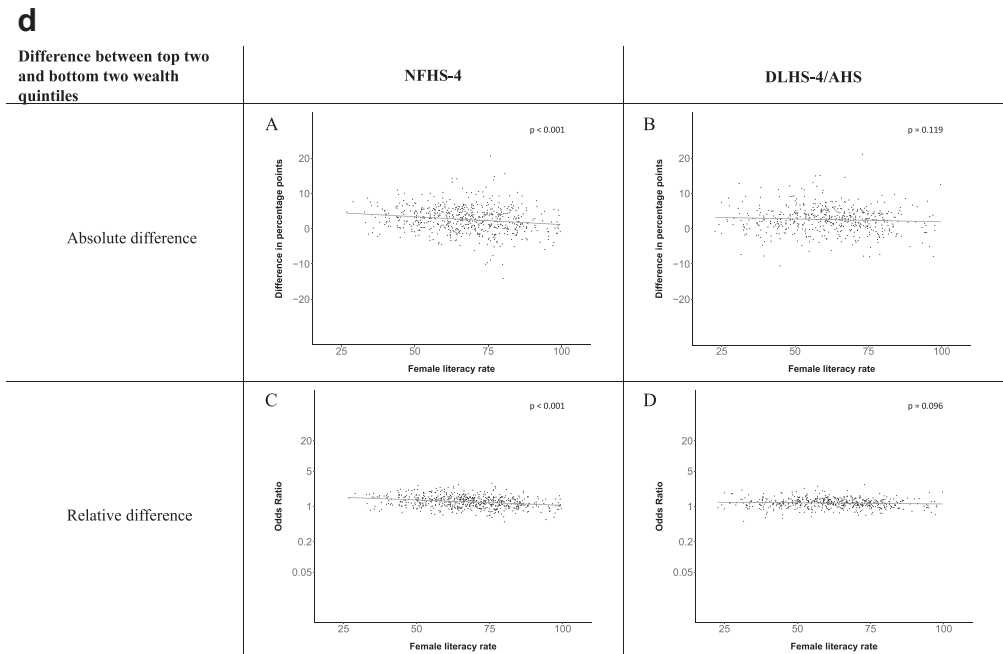 d
Difference between top two
and bottom two wealth
quintiles
NFHS-4
DLHS-4/AHS
Absolute difference
A
p < 0.001
Difference in percentage points
20
10
0
−10
−20
25 50 75 100
Female literacy rate
B
p = 0.119
Difference in percentage points
20
10
0
−10
−20
25 50 75 100
Female literacy rate
Relative difference
C
p < 0.001
Odds Ratio
20
5
1
0.2
0.05
25 50 75 100
Female literacy rate
D
p = 0.096
Odds Ratio
20
5
1
0.2
0.05
25 50 75 100
Female literacy rate